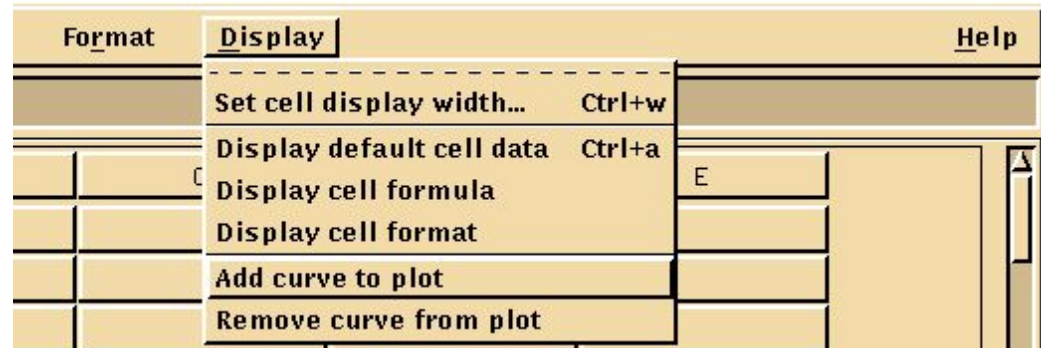 Format Display Help
Set cell display width... Ctrl+w
Display default cell data Ctrl+a
E
Display cell formula
Display cell format
Add curve to plot
Remove curve from plot